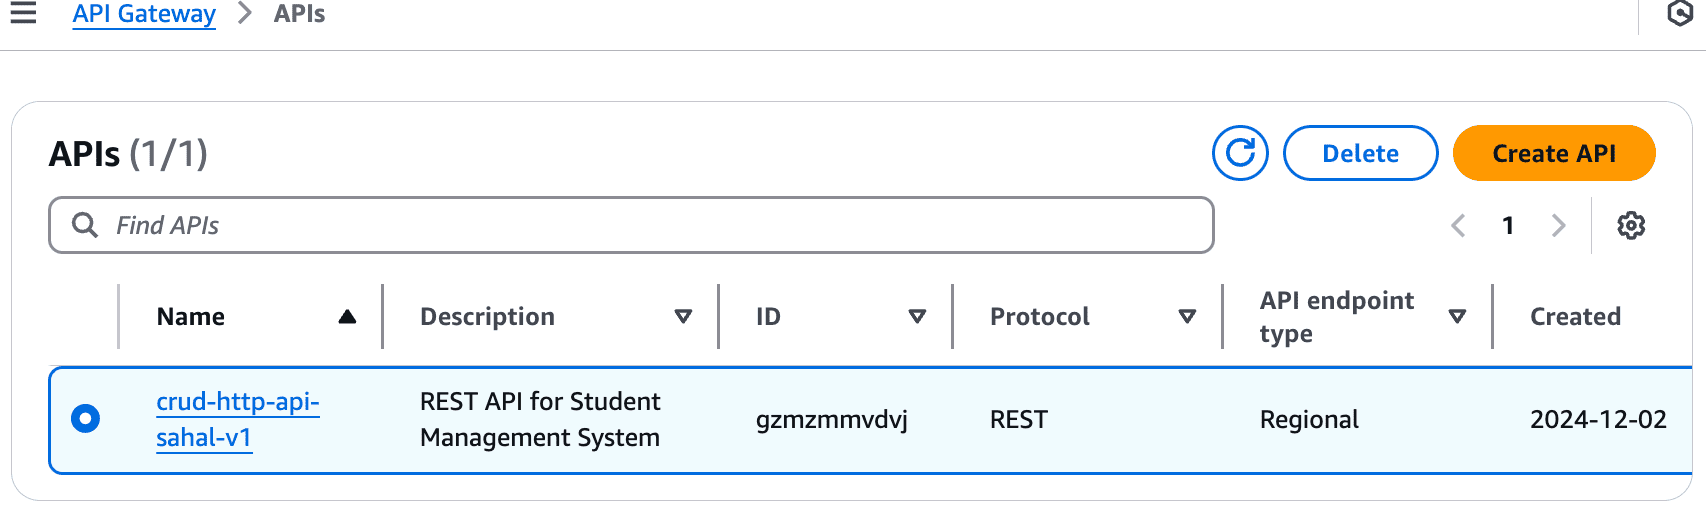 API Gateway > APIs
APIs (1/1)
Delete
Create API
Find APIs
1
Name
Description
ID
Protocol
API endpoint
type
Created
crud-http-api-
sahal-v1
REST API for Student
Management System
gzmzmmvdvj
REST
Regional
2024-12-02